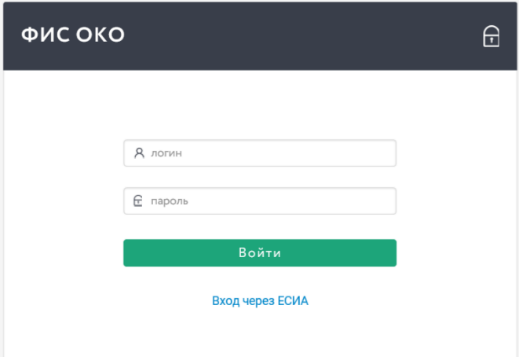 ФИС ОКО
логин
пароль
Войти
Вход через ЕСИА